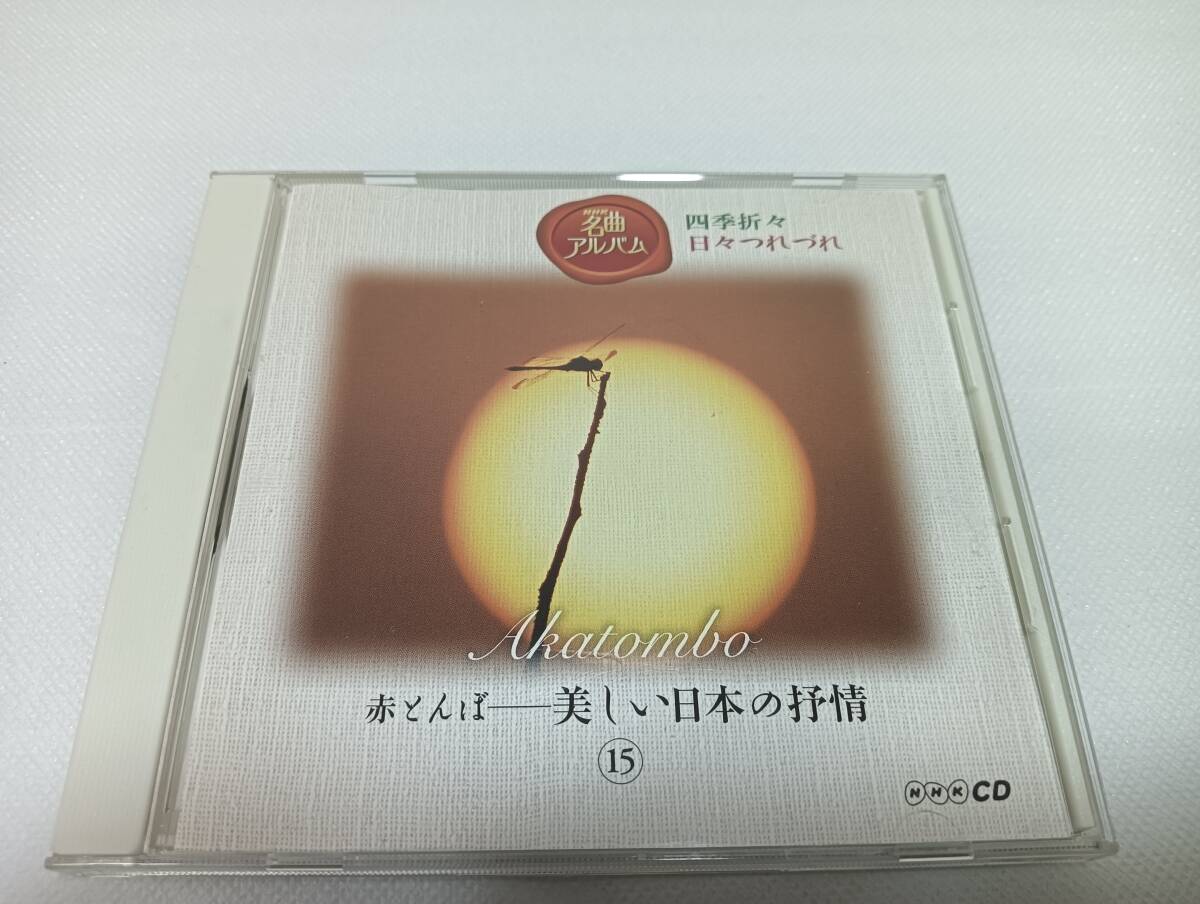 NHK
名曲
アルバム
四季折々
日々つれづれ
Akatombo
赤とんぼ——美しい日本の抒情
⑮
NHK CD